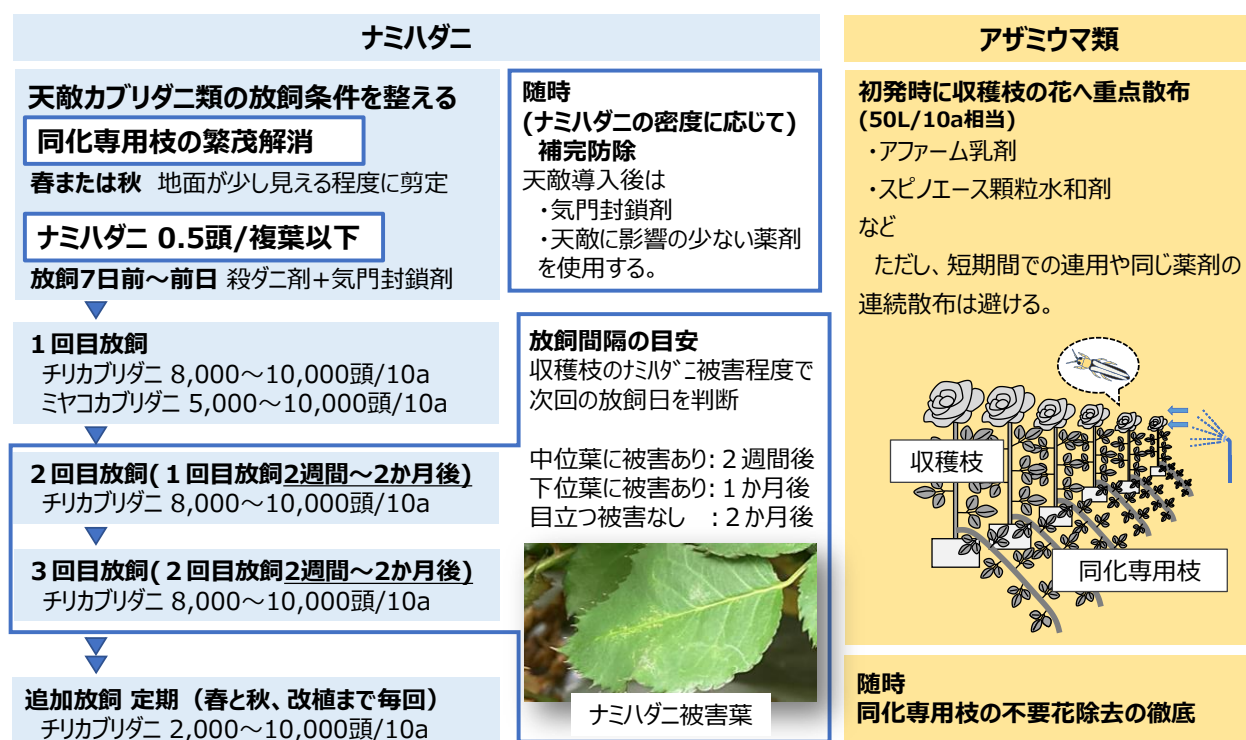 ナミハダニ
天敵カブリダニ類の放飼条件を整える
同化専用枝の繁茂解消
春または秋 地面が少し見える程度に剪定
ナミハダニ 0.5頭/複葉以下
放飼7日前～前日 殺ダニ剤+気門封鎖剤
１回目放飼
チリカブリダニ 8,000～10,000頭/10a
ミヤコカブリダニ 5,000～10,000頭/10a
２回目放飼(１回目放飼2週間～2か月後)
チリカブリダニ 8,000～10,000頭/10a
３回目放飼(２回目放飼2週間～2か月後)
チリカブリダニ 8,000～10,000頭/10a
追加放飼 定期（春と秋、改植まで毎回）
チリカブリダニ 2,000～10,000頭/10a
随時
(ナミハダニの密度に応じて)
補完防除
天敵導入後は
・気門封鎖剤
・天敵に影響の少ない薬剤
を使用する。
放飼間隔の目安
収穫枝のﾅﾐﾊﾀﾞﾆ被害程度で
次回の放飼日を判断
中位葉に被害あり:２週間後
下位葉に被害あり:１か月後
目立つ被害なし :２か月後
ナミハダニ被害葉
アザミウマ類
初発時に収穫枝の花へ重点散布
(50L/10a相当)
・アファーム乳剤
・スピノエース顆粒水和剤
など
ただし、短期間での連用や同じ薬剤の
連続散布は避ける。
収穫枝
同化専用枝
随時
同化専用枝の不要花除去の徹底